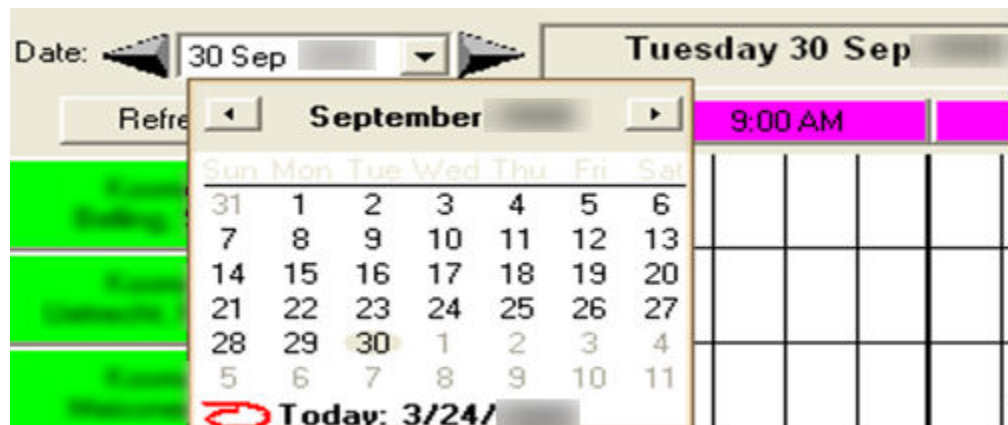 Date: 30 Sep Tuesday 30 Sep
Refre September 9:00 AM
Sun Mon Tue Wed Thu Fri Sat
31 1 2 3 4 5 6
7 8 9 10 11 12 13
14 15 16 17 18 19 20
21 22 23 24 25 26 27
28 29 30 1 2 3 4
5 6 7 8 9 10 11
Today: 3/24/